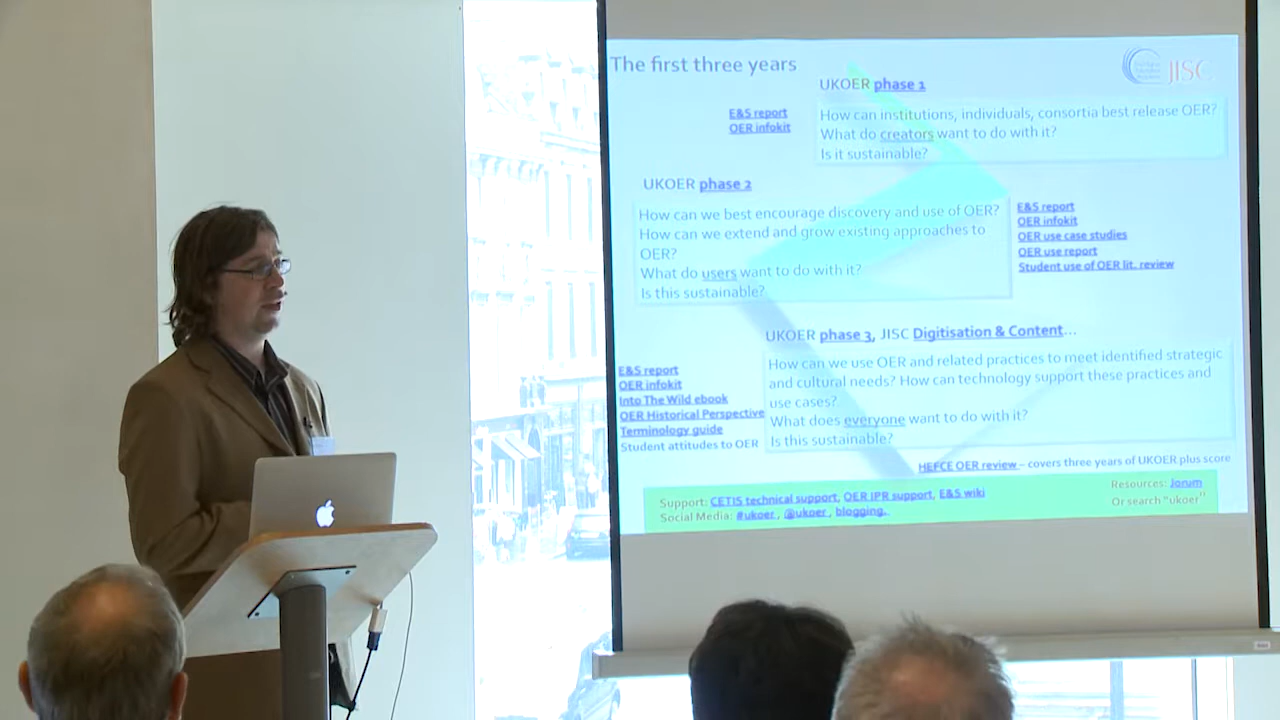 The first three years
JISC
UKOER phase 1
E&S report
OER infokit
How can institutions, individuals, consortia best release OER?
What do creators want to do with it?
Is it sustainable?
UKOER phase 2
How can we best encourage discovery and use of OER?
How can we extend and grow existing approaches to
OER?
What do users want to do with it?
Is this sustainable?
E&S report
OER infokit
OER use case studies
OER use report
Student use of OER lit. review
UKOER phase 3, JISC Digitisation & Content...
E&S report
OER infokit
Into The Wild ebook
OER Historical Perspective
Terminology guide
Student attitudes to OER
How can we use OER and related practices to meet identified strategic
and cultural needs? How can technology support these practices and
use cases?
What does everyone want to do with it?
Is this sustainable?
HEFCE OER review – covers three years of UKOER plus score
Support: CETIS technical support, OER IPR support, E&S wiki
Social Media: #ukoer, @ukoer, blogging.
Resources: Jorum
Or search "ukoer"